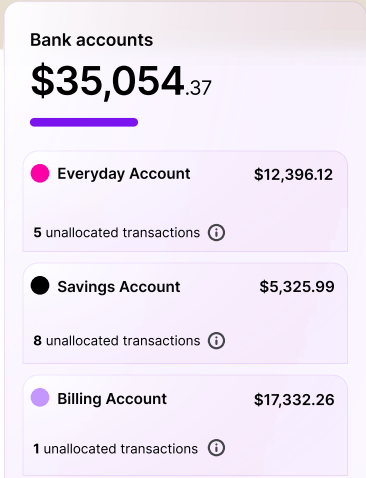 Bank accounts
$35,054.37
Everyday Account $12,396.12
5 unallocated transactions
Savings Account $5,325.99
8 unallocated transactions
Billing Account $17,332.26
1 unallocated transactions